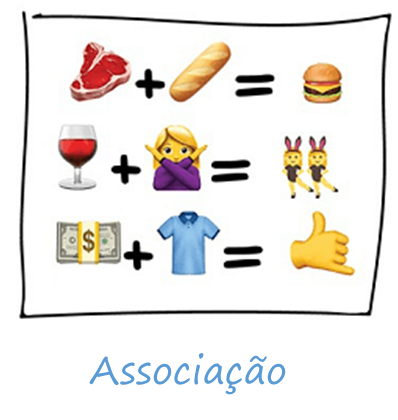 + =
+ =
$ + =
Associação